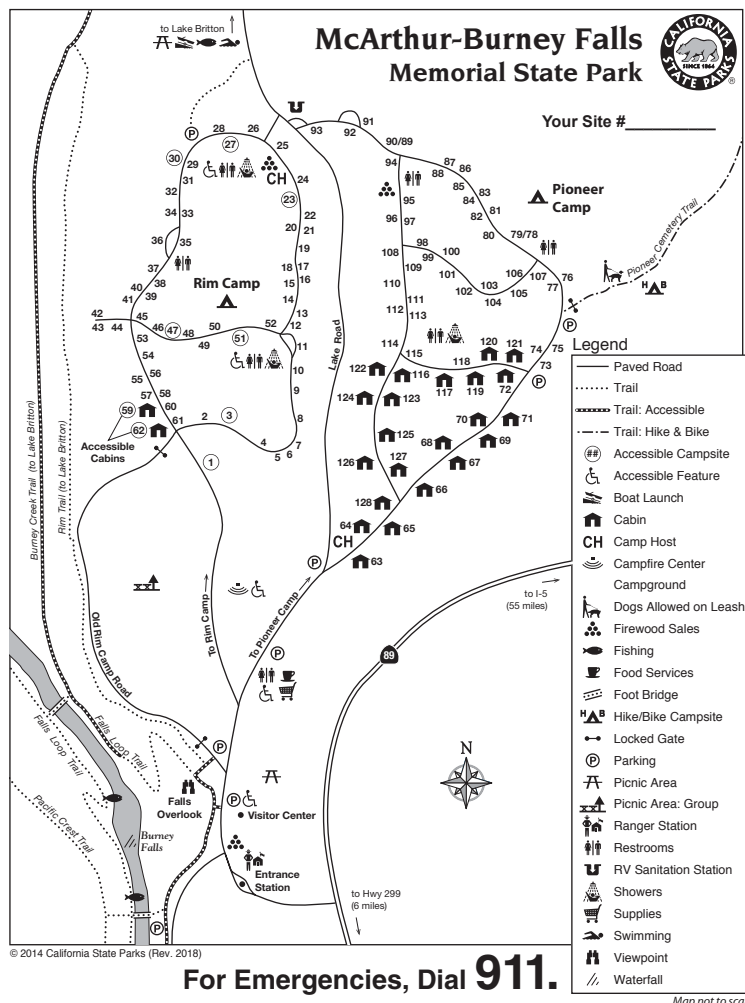 to Lake Britton
McArthur-Burney Falls
Memorial State Park
CALIFORNIA
SINCE 1864
STATE PARKS
®
Your Site #
93
92
91
90/89
28
26
27
25
30
29
31
32
CH
24
23
34
33
22
20
21
36
35
19
18
17
37
15
16
38
40
39
41
14
13
Rim Camp
42
43
44
45
46
47
48
49
50
51
52
12
11
10
9
8
7
6
5
4
3
2
1
53
54
55
56
57
58
59
60
61
62
Accessible
Cabins
94
95
96
97
87
88
86
85
84
83
82
81
80
79/78
Pioneer
Camp
Pioneer Cemetery Trail
H
B
98
99
100
101
102
103
104
105
106
107
76
77
108
109
110
111
112
113
114
115
116
117
118
119
120
121
72
73
74
75
122
123
124
125
126
127
128
70
71
68
69
67
66
65
64
CH
63
Lake Road
Burney Creek Trail (to Lake Britton)
Rim Trail (to Lake Britton)
Old Rim Camp Road
To Rim Camp
To Pioneer Camp
to I-5
(55 miles)
89
N
Falls Loop Trail
Falls Loop Trail
Pacific Crest Trail
Falls
Overlook
Burney
Falls
P
Visitor Center
Entrance
Station
to Hwy 299
(6 miles)
Legend
Paved Road
Trail
Trail: Accessible
Trail: Hike & Bike
## Accessible Campsite
Accessible Feature
Boat Launch
Cabin
CH Camp Host
Campfire Center
Campground
Dogs Allowed on Leash
Firewood Sales
Fishing
Food Services
Foot Bridge
H B Hike/Bike Campsite
Locked Gate
P Parking
Picnic Area
Picnic Area: Group
Ranger Station
Restrooms
RV Sanitation Station
Showers
Supplies
Swimming
Viewpoint
Waterfall
© 2014 California State Parks (Rev. 2018)
For Emergencies, Dial 911.